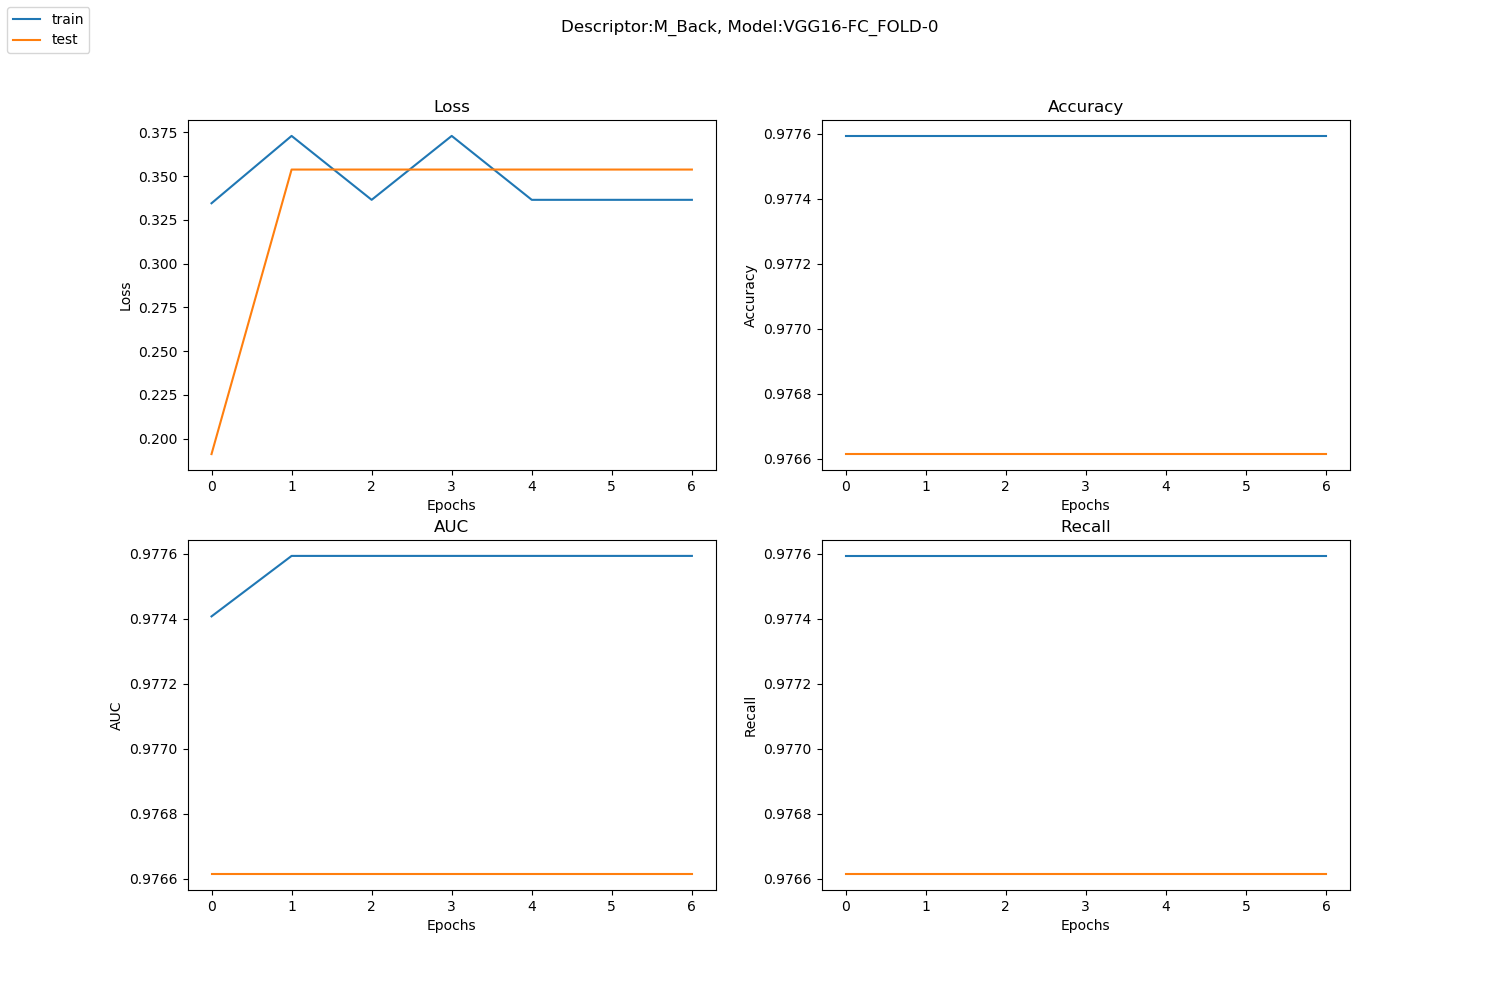 train
test
Descriptor:M_Back, Model:VGG16-FC_FOLD-0
Loss
0.375
0.350
0.325
0.300
0.275
0.250
0.225
0.200
Loss
0 1 2 3 4 5 6
Epochs
Accuracy
0.9776
0.9774
0.9772
0.9770
0.9768
0.9766
Accuracy
0 1 2 3 4 5 6
Epochs
AUC
0.9776
0.9774
0.9772
0.9770
0.9768
0.9766
AUC
0 1 2 3 4 5 6
Epochs
Recall
0.9776
0.9774
0.9772
0.9770
0.9768
0.9766
Recall
0 1 2 3 4 5 6
Epochs